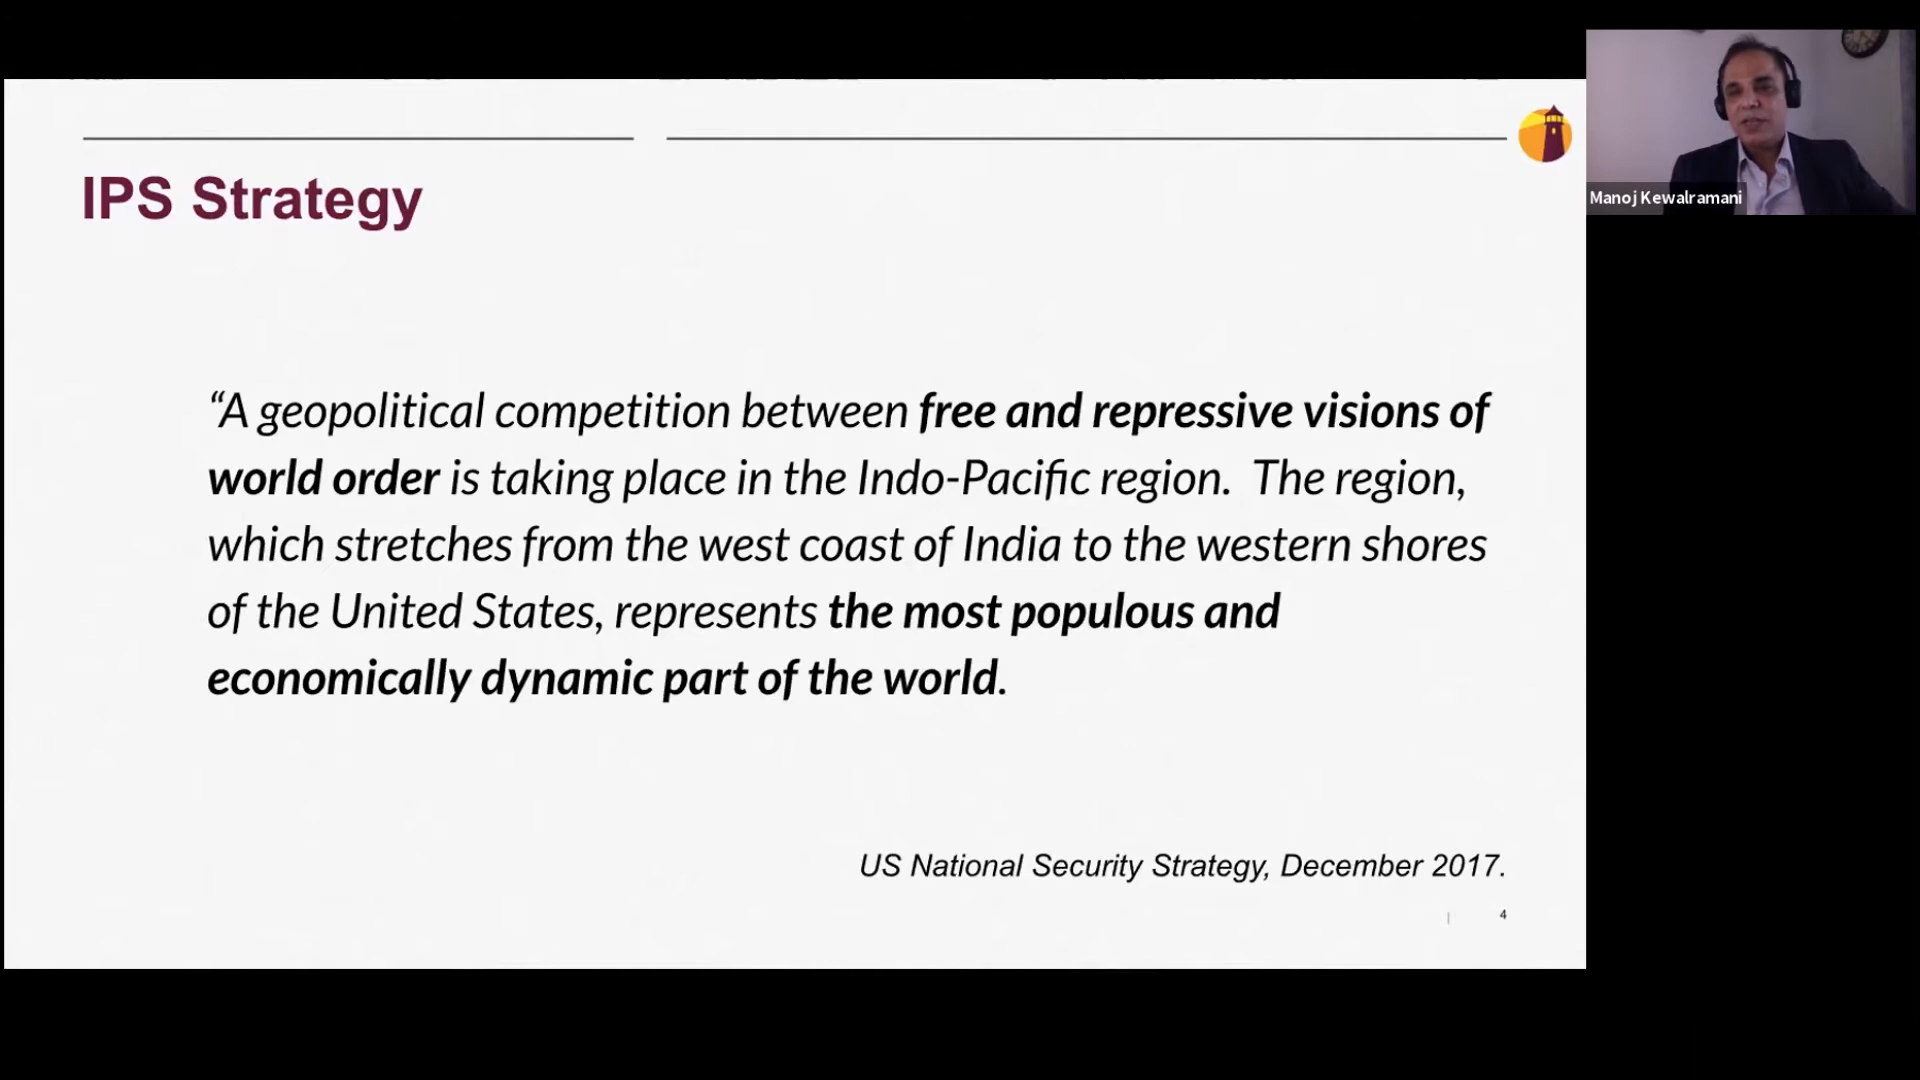 IPS Strategy
“A geopolitical competition between free and repressive visions of
world order is taking place in the Indo-Pacific region.  The region,
which stretches from the west coast of India to the western shores
of the United States, represents the most populous and
economically dynamic part of the world.
US National Security Strategy, December 2017.
4
Manoj Kewalramani